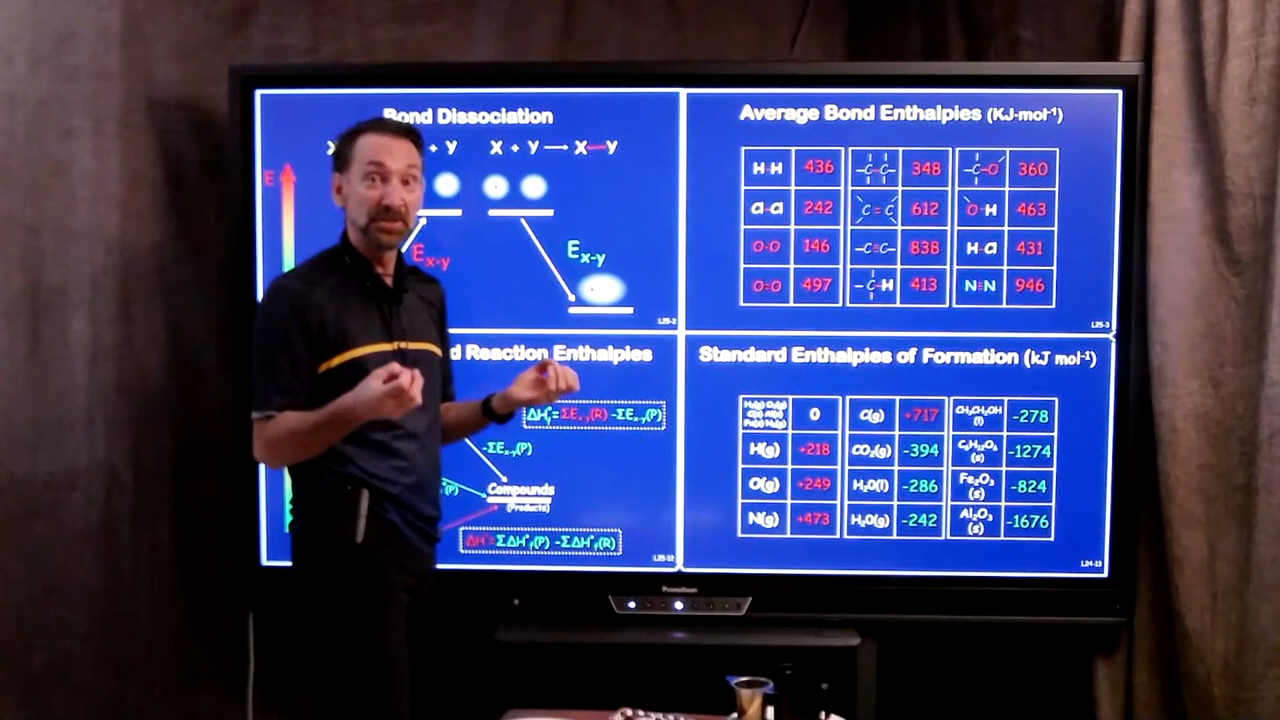 Bond Dissociation
+ Y X + Y → X—Y
E
Ex-y
Ex-y
L25-2
Average Bond Enthalpies (KJ·mol⁻¹)
H-H 436 -C-C- 348 -C-O 360
Cl-Cl 242 C=C 612 O-H 463
O-O 146 -C≡C- 838 H-Cl 431
O=O 497 -C-H 413 N≡N 946
L25-3
d Reaction Enthalpies
ΣEx-y(R) -ΣEx-y(P)
-ΣEx-y(P)
(P)
Compounds
(Products)
ΔH°=ΣΔH°f(P) -ΣΔH°f(R)
L25-12
Standard Enthalpies of Formation (kJ mol⁻¹)
0 C(g) +717 CH₃CH₂OH (l) -278
H(g) +218 CO₂(g) -394 C₆H₁₂O₆ (s) -1274
O(g) +249 H₂O(l) -286 Fe₂O₃ (s) -824
N(g) +473 H₂O(g) -242 Al₂O₃ (s) -1676
L24-13
Promethean